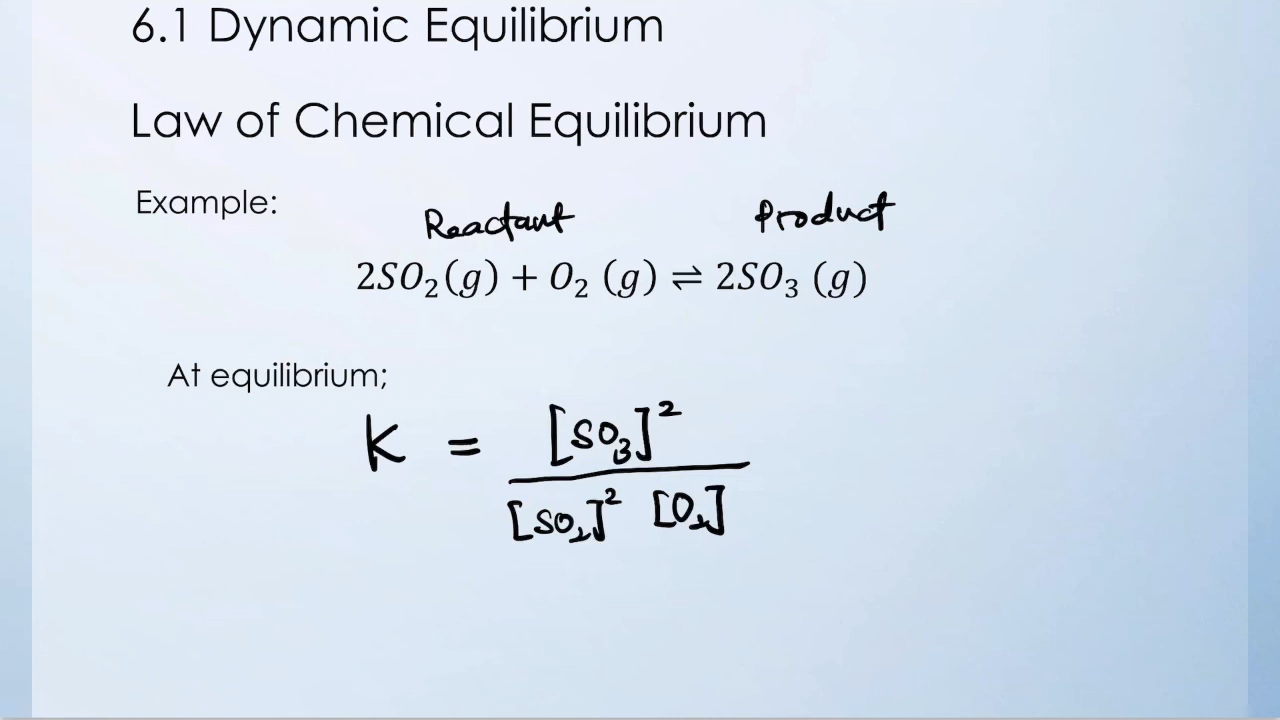 6.1 Dynamic Equilibrium
Law of Chemical Equilibrium
Example:
Reactant Product
2SO₂(g) + O₂ (g) ⇌ 2SO₃ (g)
At equilibrium;
K = [SO₃]²
[SO₂]² [O₂]